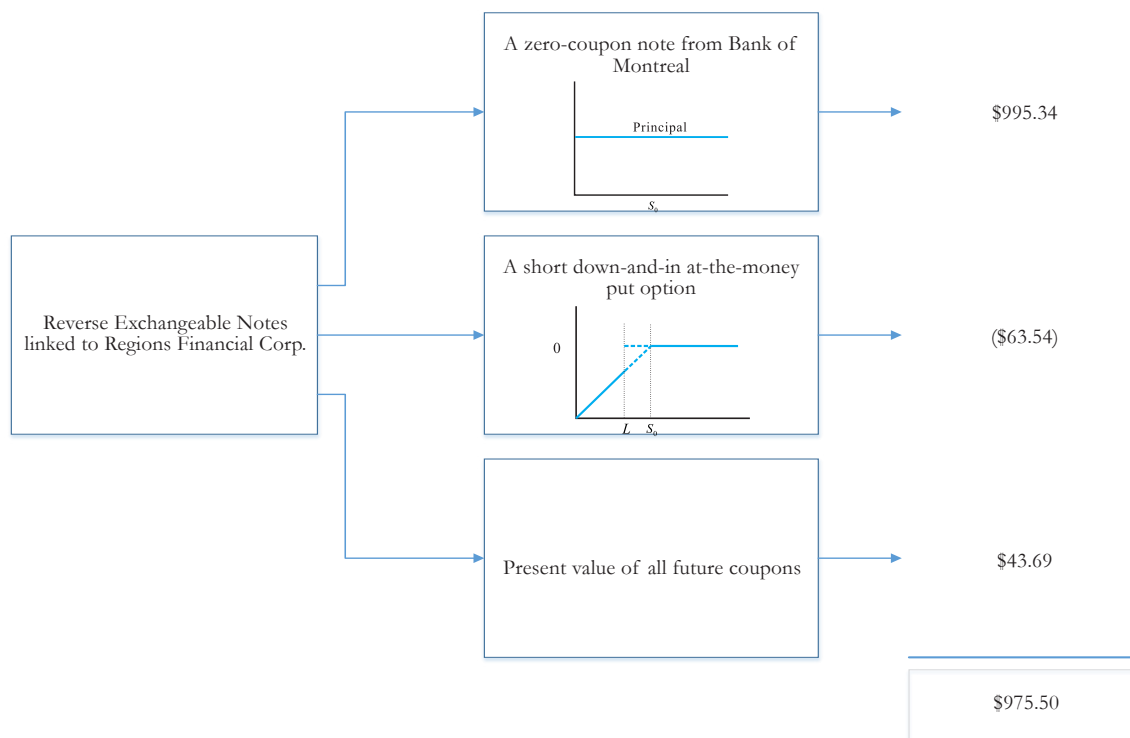 A zero-coupon note from Bank of
Montreal
Principal
S₀
$995.34
Reverse Exchangeable Notes
linked to Regions Financial Corp.
A short down-and-in at-the-money
put option
0
L S₀
($63.54)
Present value of all future coupons
$43.69
$975.50